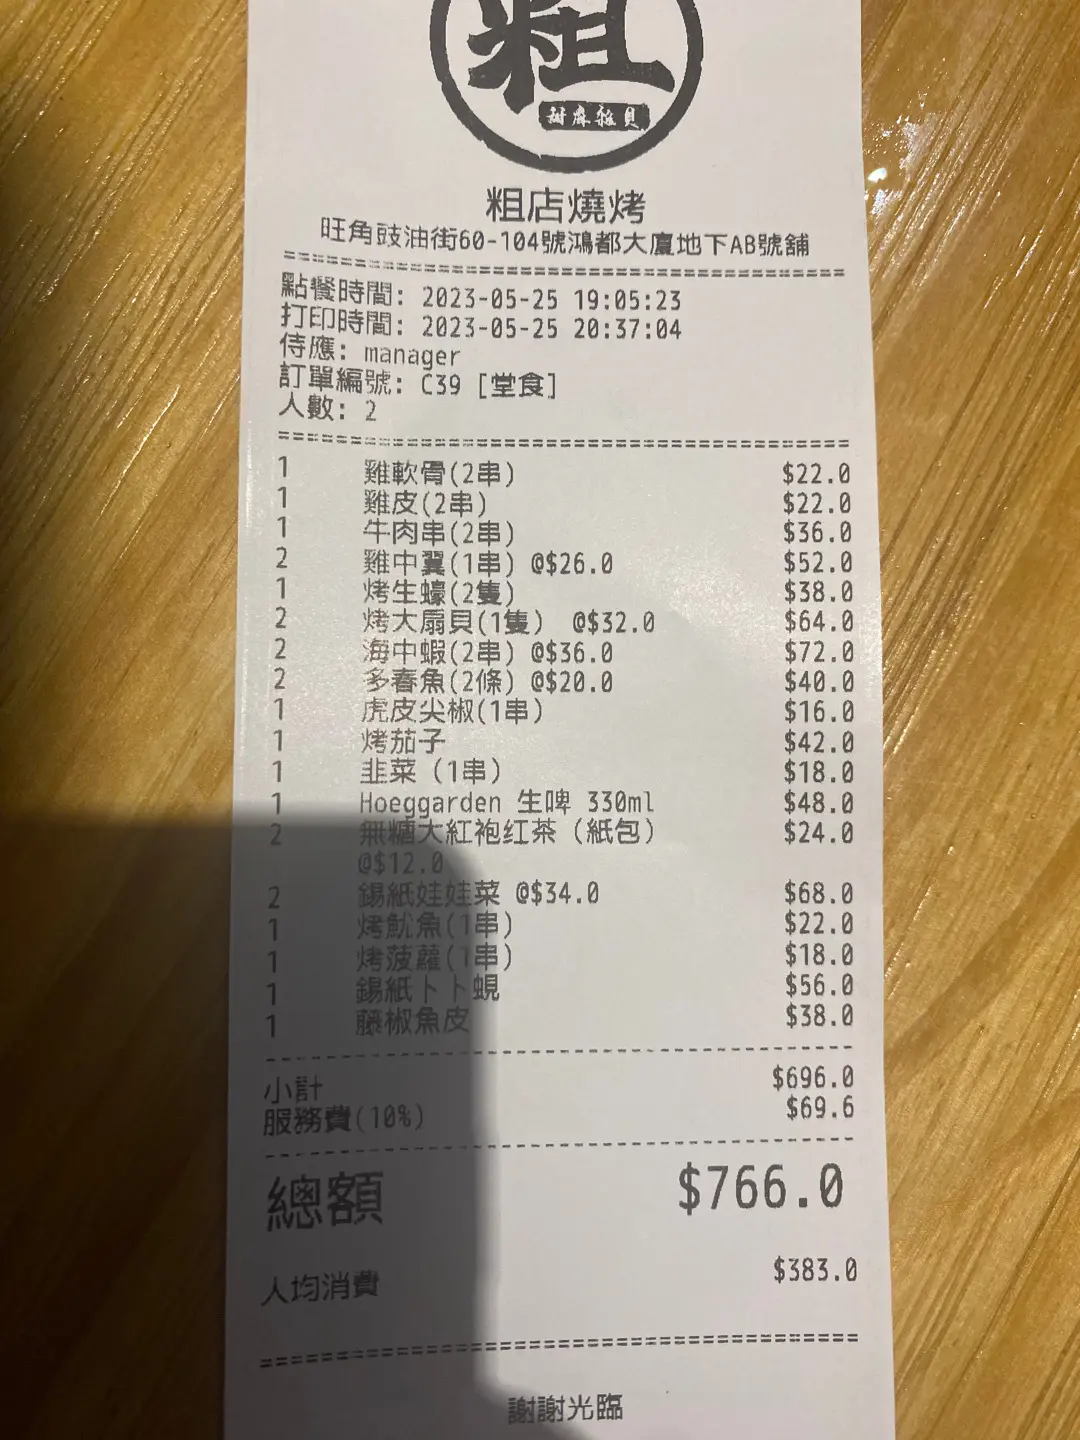 粗
甜麻雜貝
粗店燒烤
旺角豉油街60-104號鴻都大廈地下AB號舖
點餐時間: 2023-05-25 19:05:23
打印時間: 2023-05-25 20:37:04
侍應: manager
訂單編號: C39 [堂食]
人數: 2
1 雞軟骨(2串) $22.0
1 雞皮(2串) $22.0
1 牛肉串(2串) $36.0
2 雞中翼(1串) @$26.0 $52.0
1 烤生蠔(2隻) $38.0
2 烤大扇貝(1隻) @$32.0 $64.0
2 海中蝦(2串) @$36.0 $72.0
2 多春魚(2條) @$20.0 $40.0
1 虎皮尖椒(1串) $16.0
1 烤茄子 $42.0
1 韭菜 (1串) $18.0
1 Hoeggarden 生啤 330ml $48.0
2 無糖大紅袍红茶 (紙包) $24.0
@$12.0
2 錫紙娃娃菜 @$34.0 $68.0
1 烤魷魚(1串) $22.0
1 烤菠蘿(1串) $18.0
1 錫紙卜卜蜆 $56.0
1 藤椒魚皮 $38.0
小計 $696.0
服務費(10%) $69.6
總額 $766.0
人均消費 $383.0
謝謝光臨